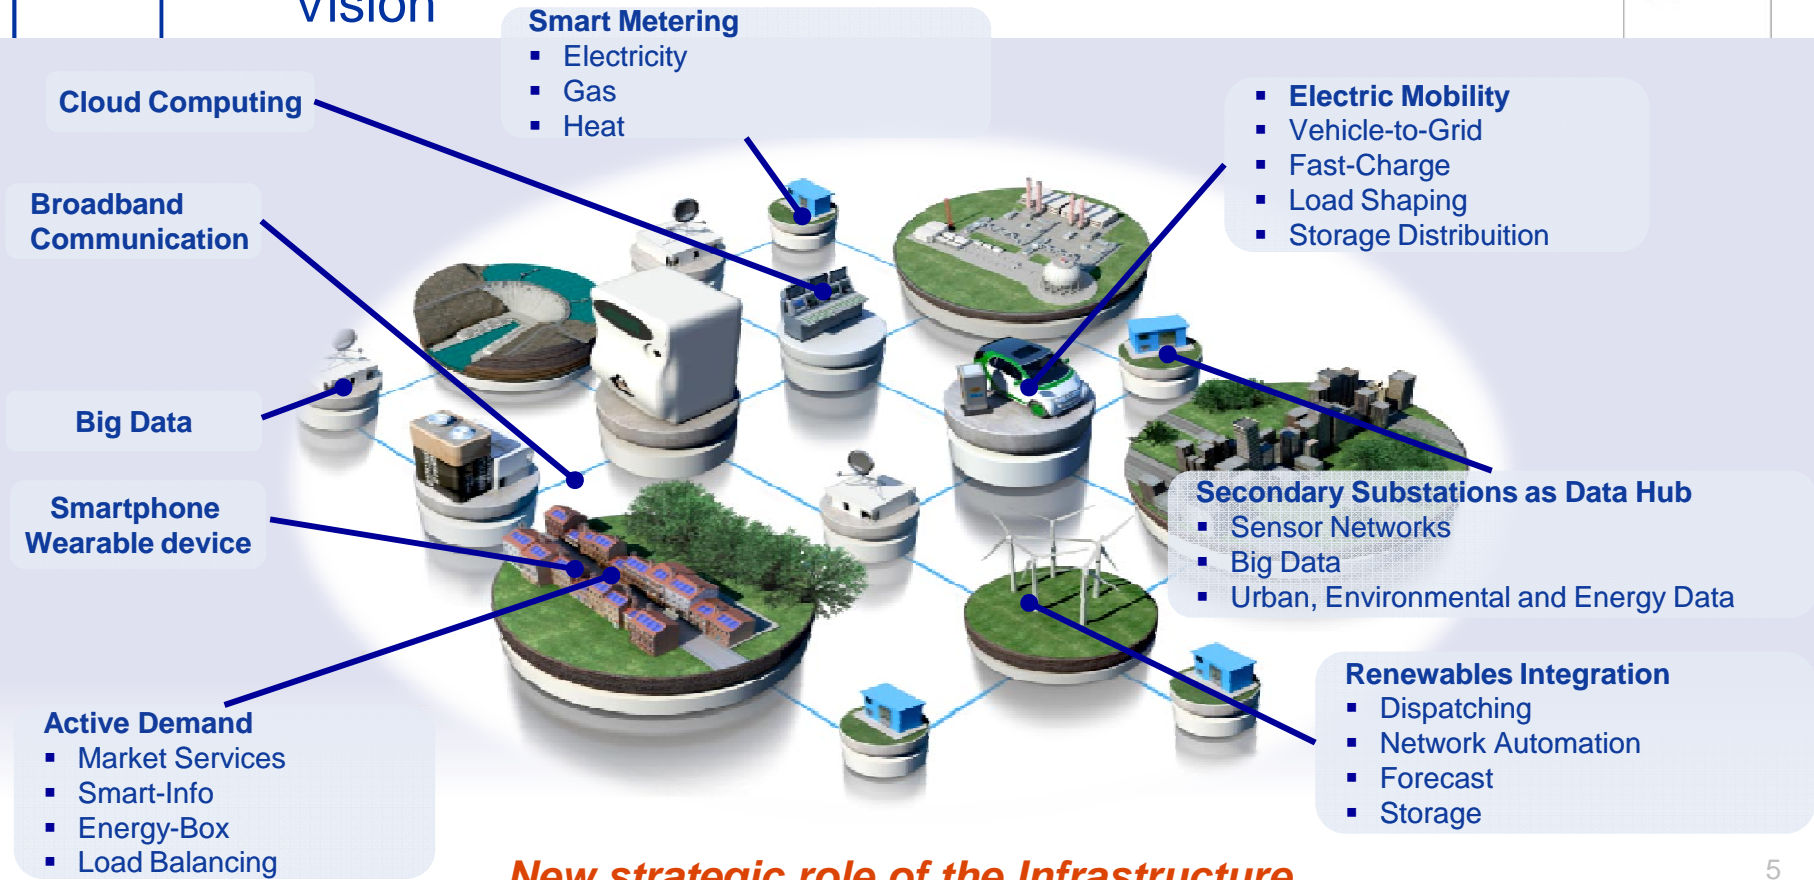 Vision
Smart Metering
▪ Electricity
▪ Gas
▪ Heat
Cloud Computing
▪ Electric Mobility
▪ Vehicle-to-Grid
▪ Fast-Charge
▪ Load Shaping
▪ Storage Distribuition
Broadband
Communication
Big Data
Smartphone
Wearable device
Secondary Substations as Data Hub
▪ Sensor Networks
▪ Big Data
▪ Urban, Environmental and Energy Data
Renewables Integration
▪ Dispatching
▪ Network Automation
▪ Forecast
▪ Storage
Active Demand
▪ Market Services
▪ Smart-Info
▪ Energy-Box
▪ Load Balancing
New strategic role of the Infrastructure
5